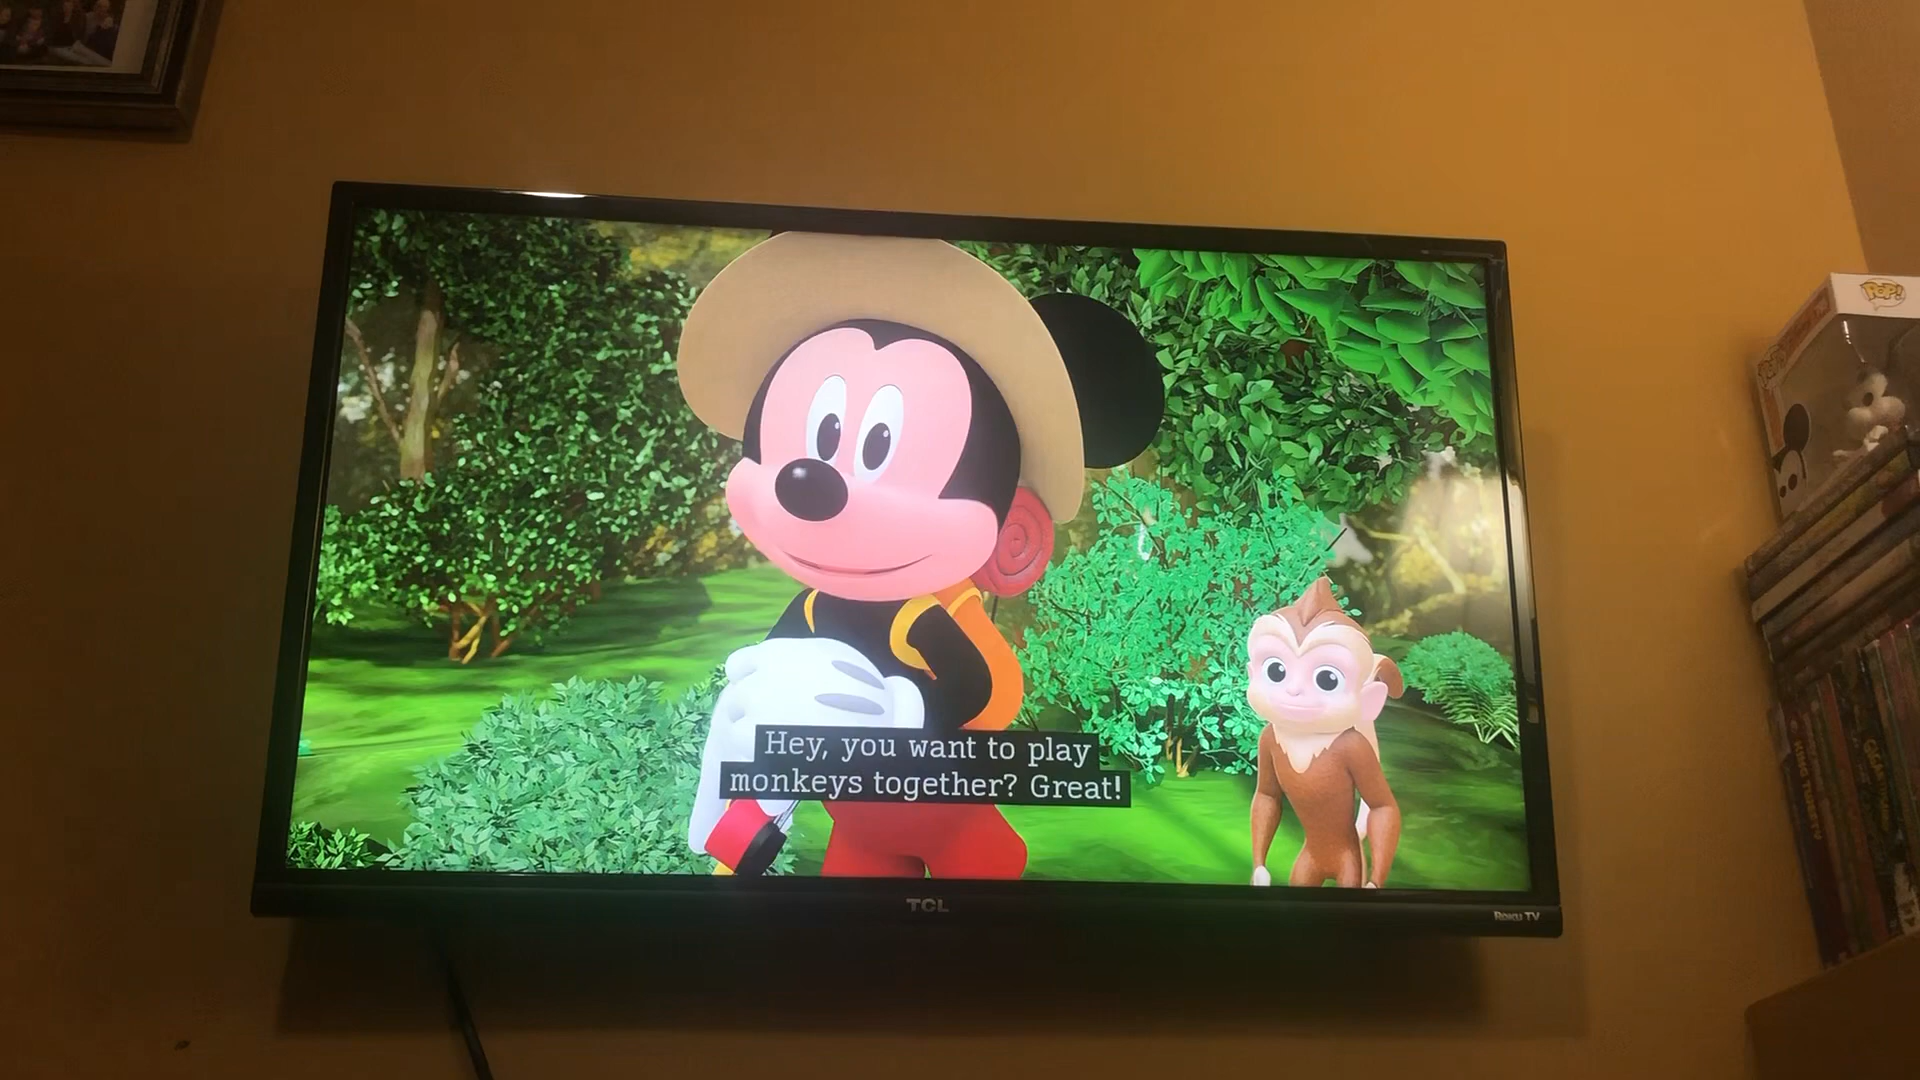 POP!
Hey, you want to play
monkeys together? Great!
TCL
ROKU TV